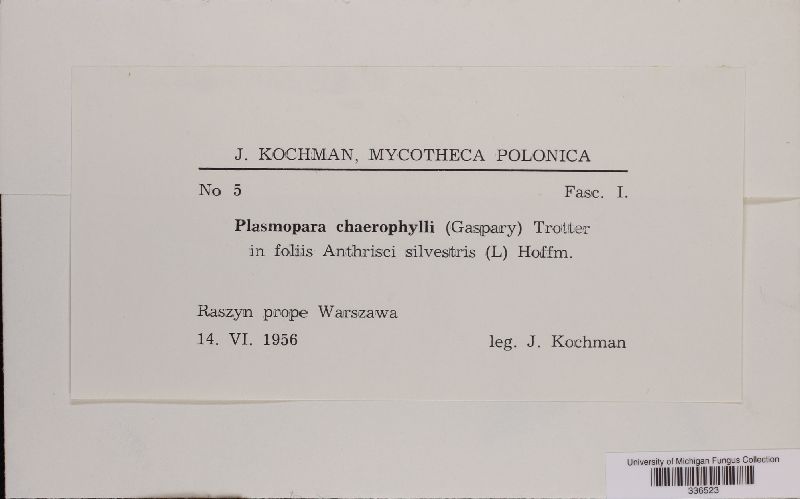 J. KOCHMAN, MYCOTHECA POLONICA
No 5 Fasc. I.
Plasmopara chaerophylli (Gaspary) Trotter
in foliis Anthrisci silvestris (L) Hoffm.
Raszyn prope Warszawa
14. VI. 1956 leg. J. Kochman
University of Michigan Fungus Collection
336523